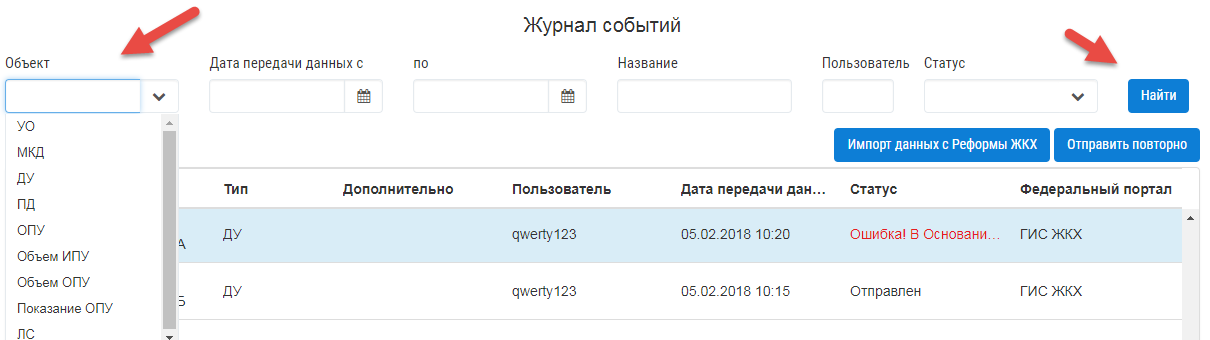 Журнал событий
Объект Дата передачи данных с по Название Пользователь Статус
Найти
УО
МКД
ДУ
ПД
ОПУ
Объем ИПУ
Объем ОПУ
Показание ОПУ
ЛС
Импорт данных с Реформы ЖКХ Отправить повторно
Тип Дополнительно Пользователь Дата передачи дан... Статус Федеральный портал
А ДУ qwerty123 05.02.2018 10:20 Ошибка! В Основани... ГИС ЖКХ
Б ДУ qwerty123 05.02.2018 10:15 Отправлен ГИС ЖКХ